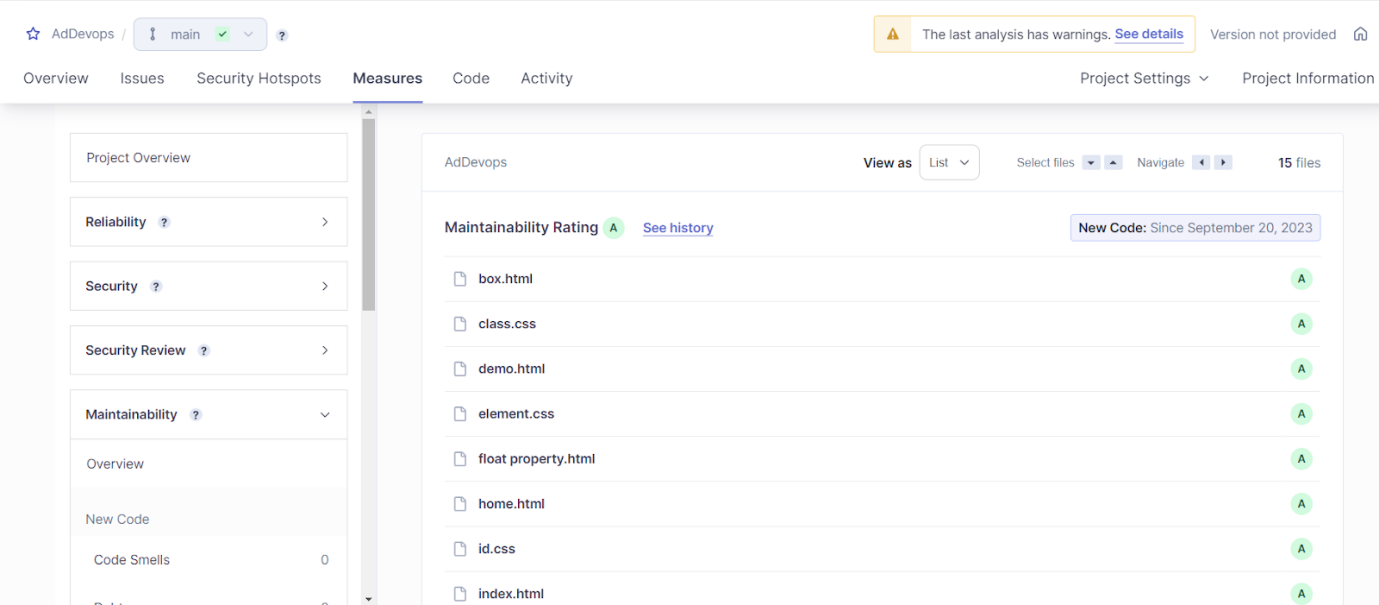 AdDevops / main ?
The last analysis has warnings. See details
Version not provided
Overview Issues Security Hotspots Measures Code Activity
Project Settings Project Information
Project Overview
Reliability ?
Security ?
Security Review ?
Maintainability ?
Overview
New Code
Code Smells 0
AdDevops
View as List
Select files
Navigate
15 files
Maintainability Rating A See history
New Code: Since September 20, 2023
box.html A
class.css A
demo.html A
element.css A
float property.html A
home.html A
id.css A
index.html A